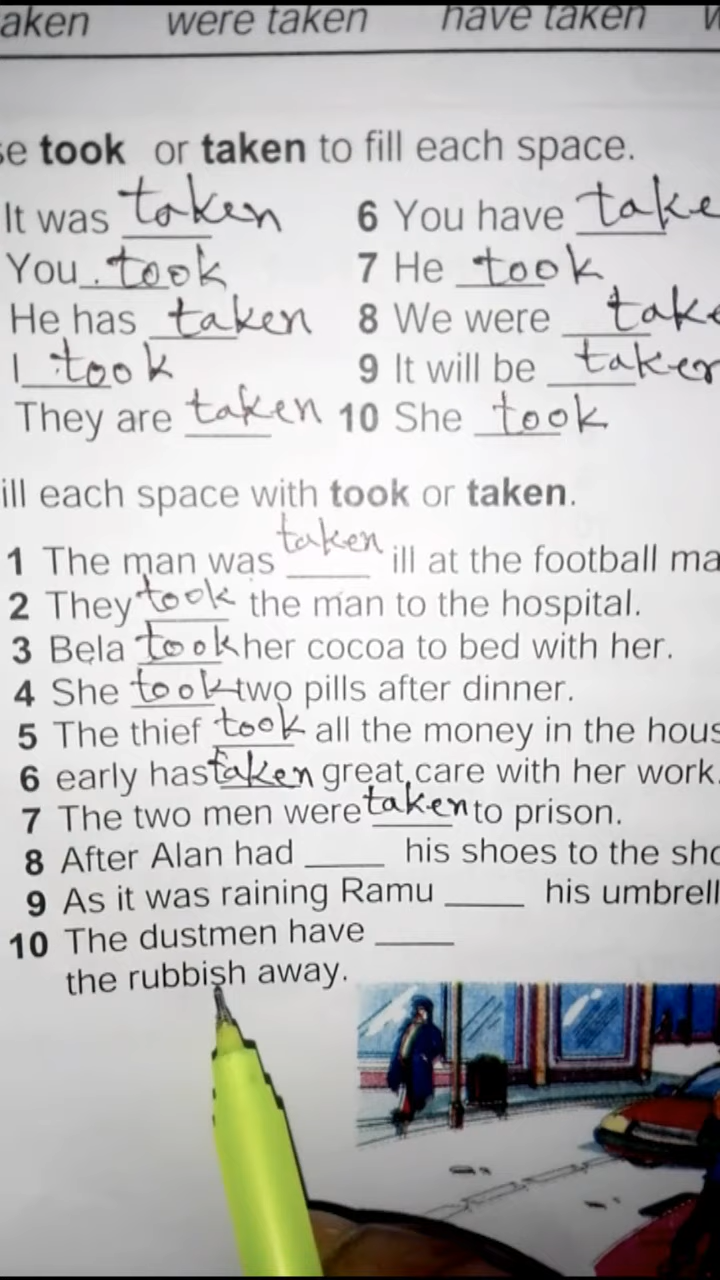 aken were taken have taken
se took or taken to fill each space.
It was taken 6 You have take
You took 7 He took
He has taken 8 We were take
I took 9 It will be taken
They are taken 10 She took
ill each space with took or taken.
1 The man was taken ill at the football ma
2 They took the man to the hospital.
3 Bela took her cocoa to bed with her.
4 She took two pills after dinner.
5 The thief took all the money in the hous
6 early has taken great care with her work.
7 The two men were taken to prison.
8 After Alan had ____ his shoes to the sho
9 As it was raining Ramu ____ his umbrell
10 The dustmen have ____
the rubbish away.